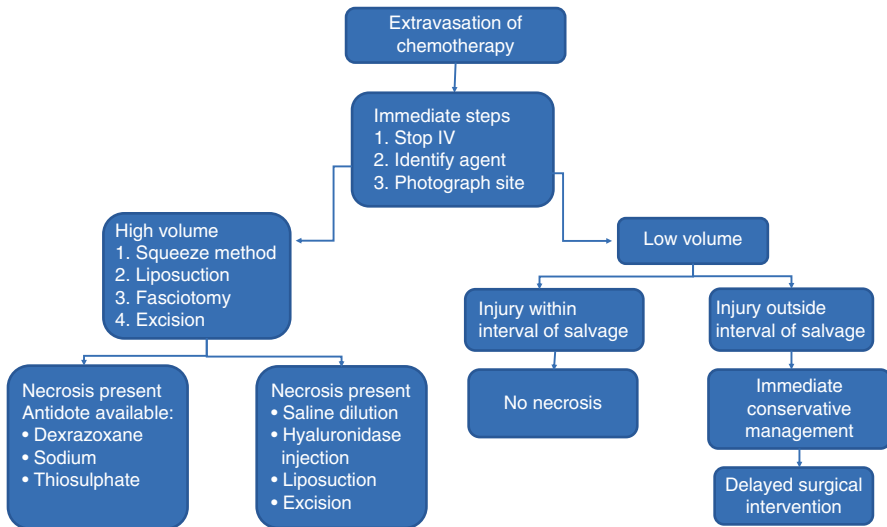 Extravasation of
chemotherapy
Immediate steps
1. Stop IV
2. Identify agent
3. Photograph site
High volume
1. Squeeze method
2. Liposuction
3. Fasciotomy
4. Excision
Low volume
Injury within
interval of salvage
Injury outside
interval of salvage
Necrosis present
Antidote available:
• Dexrazoxane
• Sodium
• Thiosulphate
Necrosis present
• Saline dilution
• Hyaluronidase
injection
• Liposuction
• Excision
No necrosis
Immediate
conservative
management
Delayed surgical
intervention